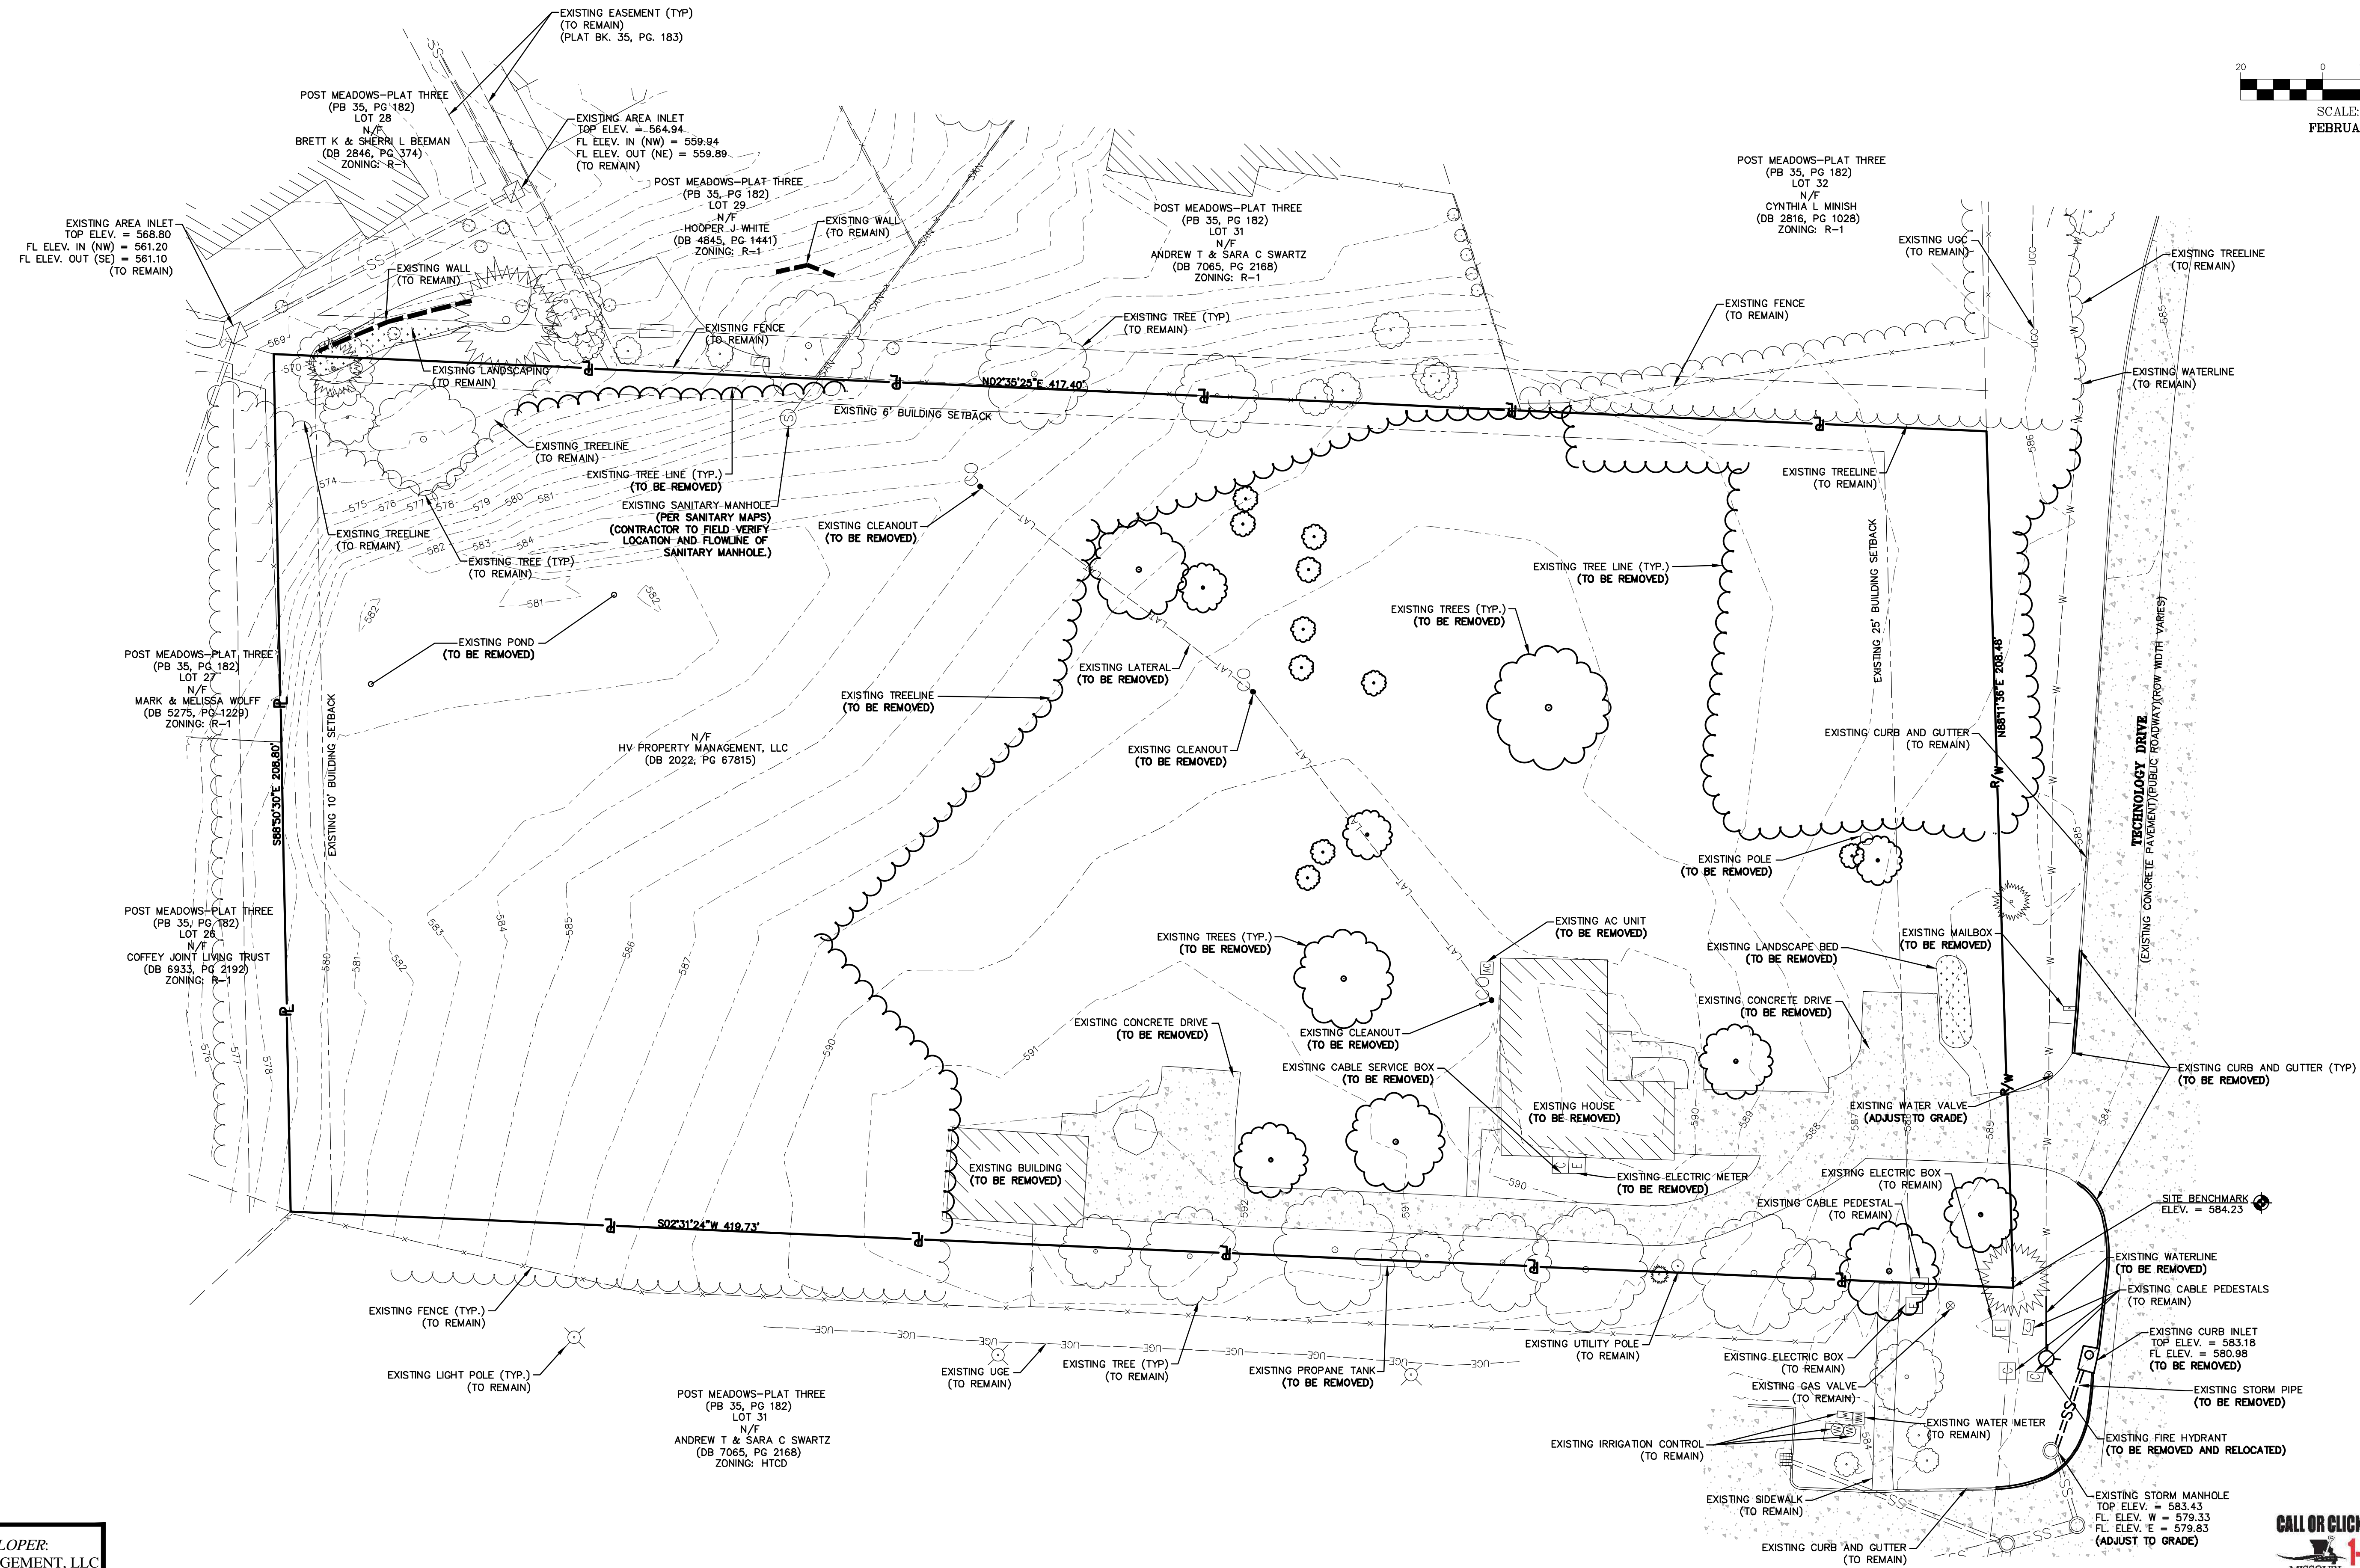 EXISTING EASEMENT (TYP)
(TO REMAIN)
(PLAT BK. 35, PG. 183)
20
0
SCALE:
FEBRUA
POST MEADOWS-PLAT THREE
(PB 35, PG 182)
LOT 28
N/F
BRETT K & SHERRI L BEEMAN
(DB 2846, PG 374)
ZONING: R-1
EXISTING AREA INLET
TOP ELEV. = 564.94
FL ELEV. IN (NW) = 559.94
FL ELEV. OUT (NE) = 559.89
(TO REMAIN)
POST MEADOWS-PLAT THREE
(PB 35, PG 182)
LOT 29
N/F
HOOPER J WHITE
(DB 4845, PG 1441)
ZONING: R-1
EXISTING WALL
(TO REMAIN)
POST MEADOWS-PLAT THREE
(PB 35, PG 182)
LOT 31
N/F
ANDREW T & SARA C SWARTZ
(DB 7065, PG 2168)
ZONING: R-1
POST MEADOWS-PLAT THREE
(PB 35, PG 182)
LOT 32
N/F
CYNTHIA L MINISH
(DB 2816, PG 1028)
ZONING: R-1
EXISTING UGC
(TO REMAIN)
EXISTING TREELINE
(TO REMAIN)
EXISTING AREA INLET
TOP ELEV. = 568.80
FL ELEV. IN (NW) = 561.20
FL ELEV. OUT (SE) = 561.10
(TO REMAIN)
EXISTING WALL
(TO REMAIN)
EXISTING FENCE
(TO REMAIN)
EXISTING TREE (TYP)
(TO REMAIN)
EXISTING FENCE
(TO REMAIN)
EXISTING LANDSCAPING
(TO REMAIN)
N02°35'25"E 417.40'
EXISTING 6' BUILDING SETBACK
EXISTING WATERLINE
(TO REMAIN)
EXISTING TREELINE
(TO REMAIN)
EXISTING TREE LINE (TYP.)
(TO BE REMOVED)
EXISTING TREELINE
(TO REMAIN)
EXISTING SANITARY MANHOLE
(PER SANITARY MAPS)
(CONTRACTOR TO FIELD VERIFY
LOCATION AND FLOWLINE OF
SANITARY MANHOLE.)
EXISTING CLEANOUT
(TO BE REMOVED)
EXISTING TREELINE
(TO REMAIN)
EXISTING TREE (TYP)
(TO REMAIN)
EXISTING TREE LINE (TYP.)
(TO BE REMOVED)
EXISTING 25' BUILDING SETBACK
EXISTING TREES (TYP.)
(TO BE REMOVED)
EXISTING POND
(TO BE REMOVED)
POST MEADOWS-PLAT THREE
(PB 35, PG 182)
LOT 27
N/F
MARK & MELISSA WOLFF
(DB 5275, PG 1229)
ZONING: R-1
EXISTING LATERAL
(TO BE REMOVED)
EXISTING TREELINE
(TO BE REMOVED)
N88°11'36"E 208.48'
TECHNOLOGY DRIVE
(EXISTING CONCRETE PAVEMENT)(PUBLIC ROADWAY)(ROW WIDTH VARIES)
S88°50'30"E 208.80'
EXISTING 10' BUILDING SETBACK
N/F
HV PROPERTY MANAGEMENT, LLC
(DB 2022, PG 67815)
EXISTING CLEANOUT
(TO BE REMOVED)
EXISTING CURB AND GUTTER
(TO REMAIN)
EXISTING POLE
(TO BE REMOVED)
POST MEADOWS-PLAT THREE
(PB 35, PG 182)
LOT 26
N/F
COFFEY JOINT LIVING TRUST
(DB 6933, PG 2192)
ZONING: R-1
EXISTING TREES (TYP.)
(TO BE REMOVED)
EXISTING AC UNIT
(TO BE REMOVED)
EXISTING LANDSCAPE BED
(TO BE REMOVED)
EXISTING MAILBOX
(TO BE REMOVED)
EXISTING CONCRETE DRIVE
(TO BE REMOVED)
EXISTING CLEANOUT
(TO BE REMOVED)
EXISTING CONCRETE DRIVE
(TO BE REMOVED)
EXISTING CABLE SERVICE BOX
(TO BE REMOVED)
EXISTING HOUSE
(TO BE REMOVED)
EXISTING CURB AND GUTTER (TYP)
(TO BE REMOVED)
EXISTING WATER VALVE
(ADJUST TO GRADE)
EXISTING BUILDING
(TO BE REMOVED)
EXISTING ELECTRIC METER
(TO BE REMOVED)
EXISTING ELECTRIC BOX
(TO REMAIN)
EXISTING CABLE PEDESTAL
(TO REMAIN)
SITE BENCHMARK
ELEV. = 584.23
S02°31'24"W 419.73'
EXISTING WATERLINE
(TO BE REMOVED)
EXISTING CABLE PEDESTALS
(TO REMAIN)
EXISTING FENCE (TYP.)
(TO REMAIN)
EXISTING LIGHT POLE (TYP.)
(TO REMAIN)
EXISTING UGE
(TO REMAIN)
EXISTING TREE (TYP)
(TO REMAIN)
EXISTING PROPANE TANK
(TO BE REMOVED)
EXISTING UTILITY POLE
(TO REMAIN)
EXISTING ELECTRIC BOX
(TO REMAIN)
EXISTING GAS VALVE
(TO REMAIN)
EXISTING CURB INLET
TOP ELEV. = 583.18
FL ELEV. = 580.98
(TO BE REMOVED)
EXISTING STORM PIPE
(TO BE REMOVED)
POST MEADOWS-PLAT THREE
(PB 35, PG 182)
LOT 31
N/F
ANDREW T & SARA C SWARTZ
(DB 7065, PG 2168)
ZONING: HTCD
EXISTING WATER METER
(TO REMAIN)
EXISTING IRRIGATION CONTROL
(TO REMAIN)
EXISTING FIRE HYDRANT
(TO BE REMOVED AND RELOCATED)
EXISTING SIDEWALK
(TO REMAIN)
EXISTING STORM MANHOLE
TOP ELEV. = 583.43
FL. ELEV. W = 579.33
FL. ELEV. E = 579.83
(ADJUST TO GRADE)
EXISTING CURB AND GUTTER
(TO REMAIN)
LOPER:
GEMENT, LLC
CALL OR CLICK